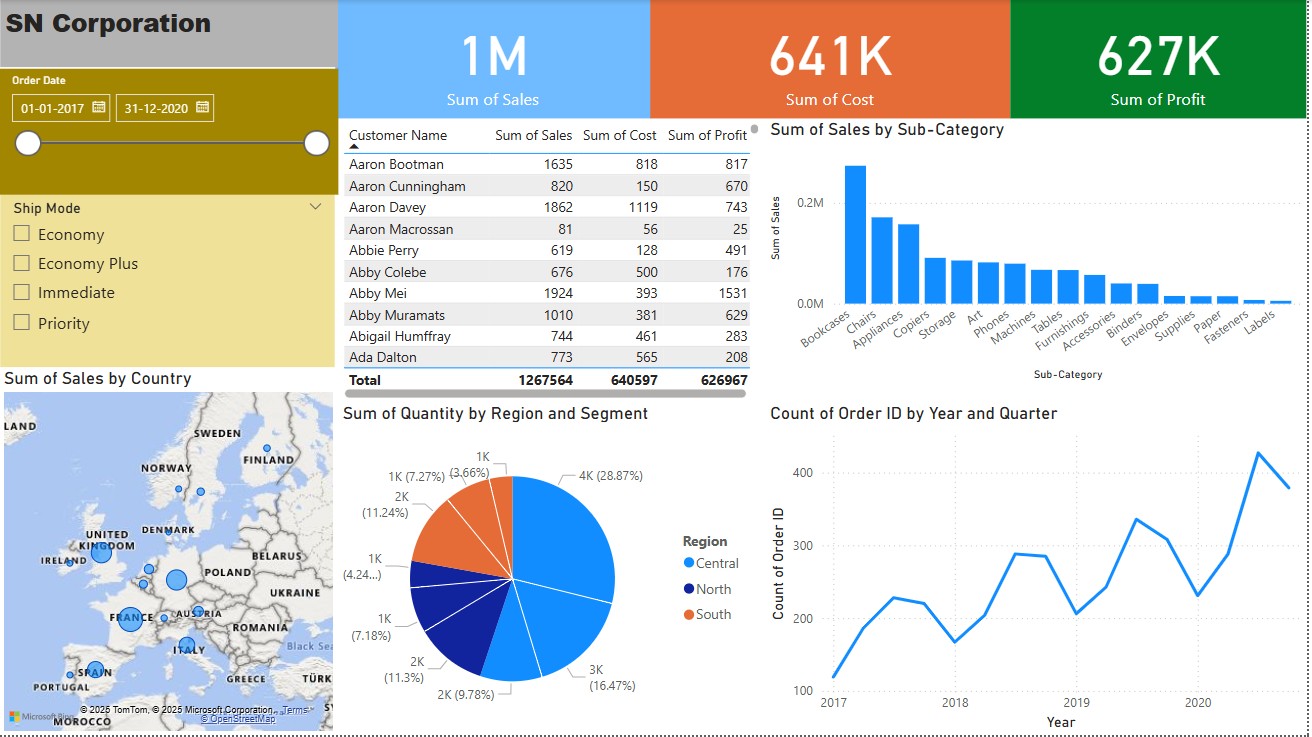 SN Corporation
Order Date
01-01-2017 31-12-2020
Ship Mode
Economy
Economy Plus
Immediate
Priority
1M
Sum of Sales
641K
Sum of Cost
627K
Sum of Profit
Customer Name Sum of Sales Sum of Cost Sum of Profit
Aaron Bootman 1635 818 817
Aaron Cunningham 820 150 670
Aaron Davey 1862 1119 743
Aaron Macrossan 81 56 25
Abbie Perry 619 128 491
Abby Colebe 676 500 176
Abby Mei 1924 393 1531
Abby Muramats 1010 381 629
Abigail Humffray 744 461 283
Ada Dalton 773 565 208
Total 1267564 640597 626967
Sum of Sales by Sub-Category
Sum of Sales
0.2M
0.0M
Bookcases
Chairs
Appliances
Copiers
Storage
Art
Phones
Machines
Tables
Furnishings
Accessories
Binders
Envelopes
Supplies
Paper
Fasteners
Labels
Sub-Category
Sum of Sales by Country
LAND
SWEDEN
FINLAND
NORWAY
DENMARK
UNITED
KINGDOM
IRELAND
BELARUS
POLAND
UKRAINE
FRANCE
AUSTRIA
ROMANIA
ITALY
Black Sea
SPAIN
GREECE
TÜRK
PORTUGAL
MOROCCO
Microsoft Bing
© 2025 TomTom, © 2025 Microsoft Corporation, Terms
© OpenStreetMap
Sum of Quantity by Region and Segment
4K (28.87%)
3K
(16.47%)
2K (9.78%)
2K
(11.3%)
1K
(7.18%)
1K
(4.24...)
2K
(11.24%)
1K (7.27%)
1K
(3.66%)
Region
Central
North
South
Count of Order ID by Year and Quarter
Count of Order ID
400
300
200
100
2017 2018 2019 2020
Year